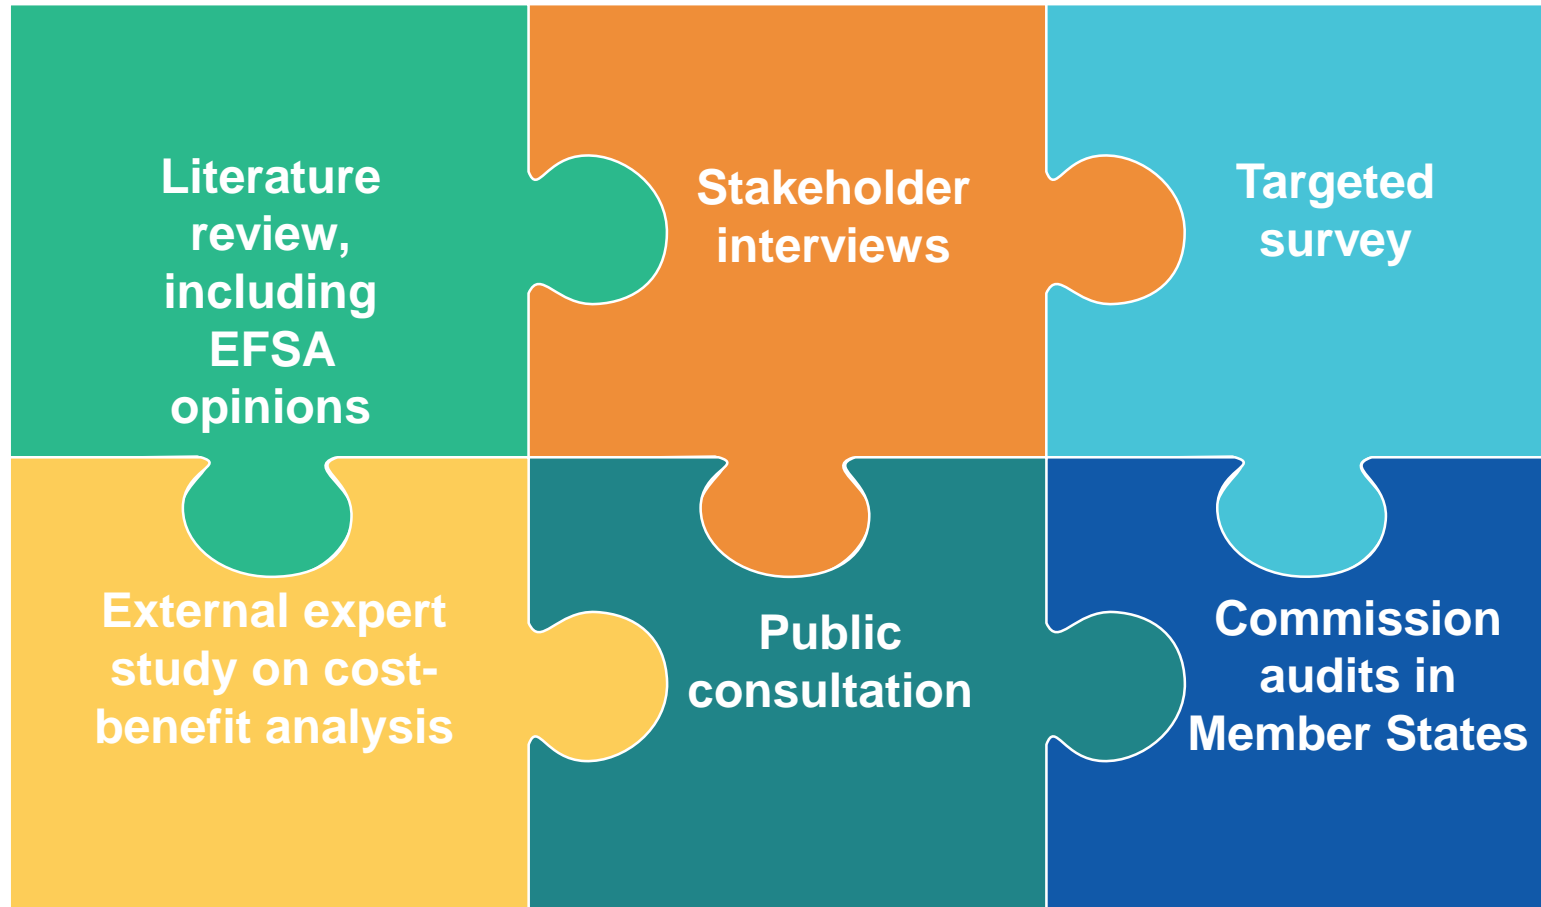 Literature
review,
including
EFSA
opinions
Stakeholder
interviews
Targeted
survey
External expert
study on cost-
benefit analysis
Public
consultation
Commission
audits in
Member States